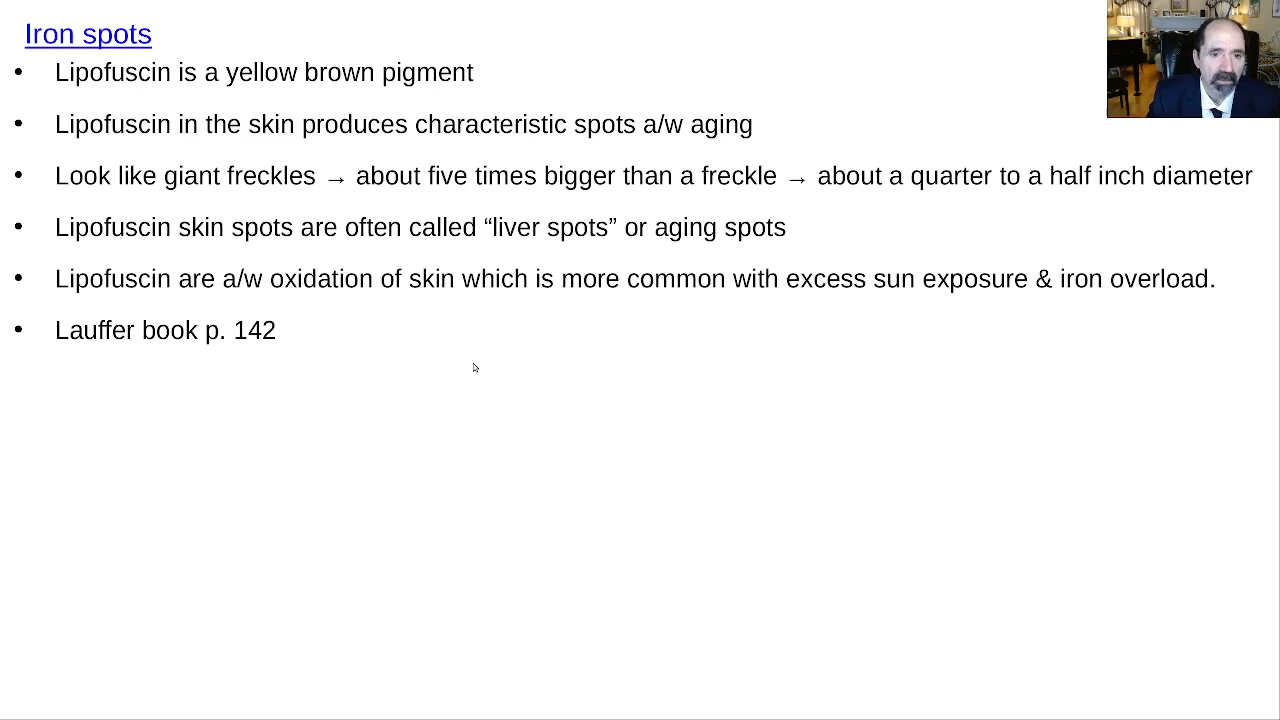 Iron spots
• Lipofuscin is a yellow brown pigment
• Lipofuscin in the skin produces characteristic spots a/w aging
• Look like giant freckles → about five times bigger than a freckle → about a quarter to a half inch diameter
• Lipofuscin skin spots are often called “liver spots” or aging spots
• Lipofuscin are a/w oxidation of skin which is more common with excess sun exposure & iron overload.
• Lauffer book p. 142